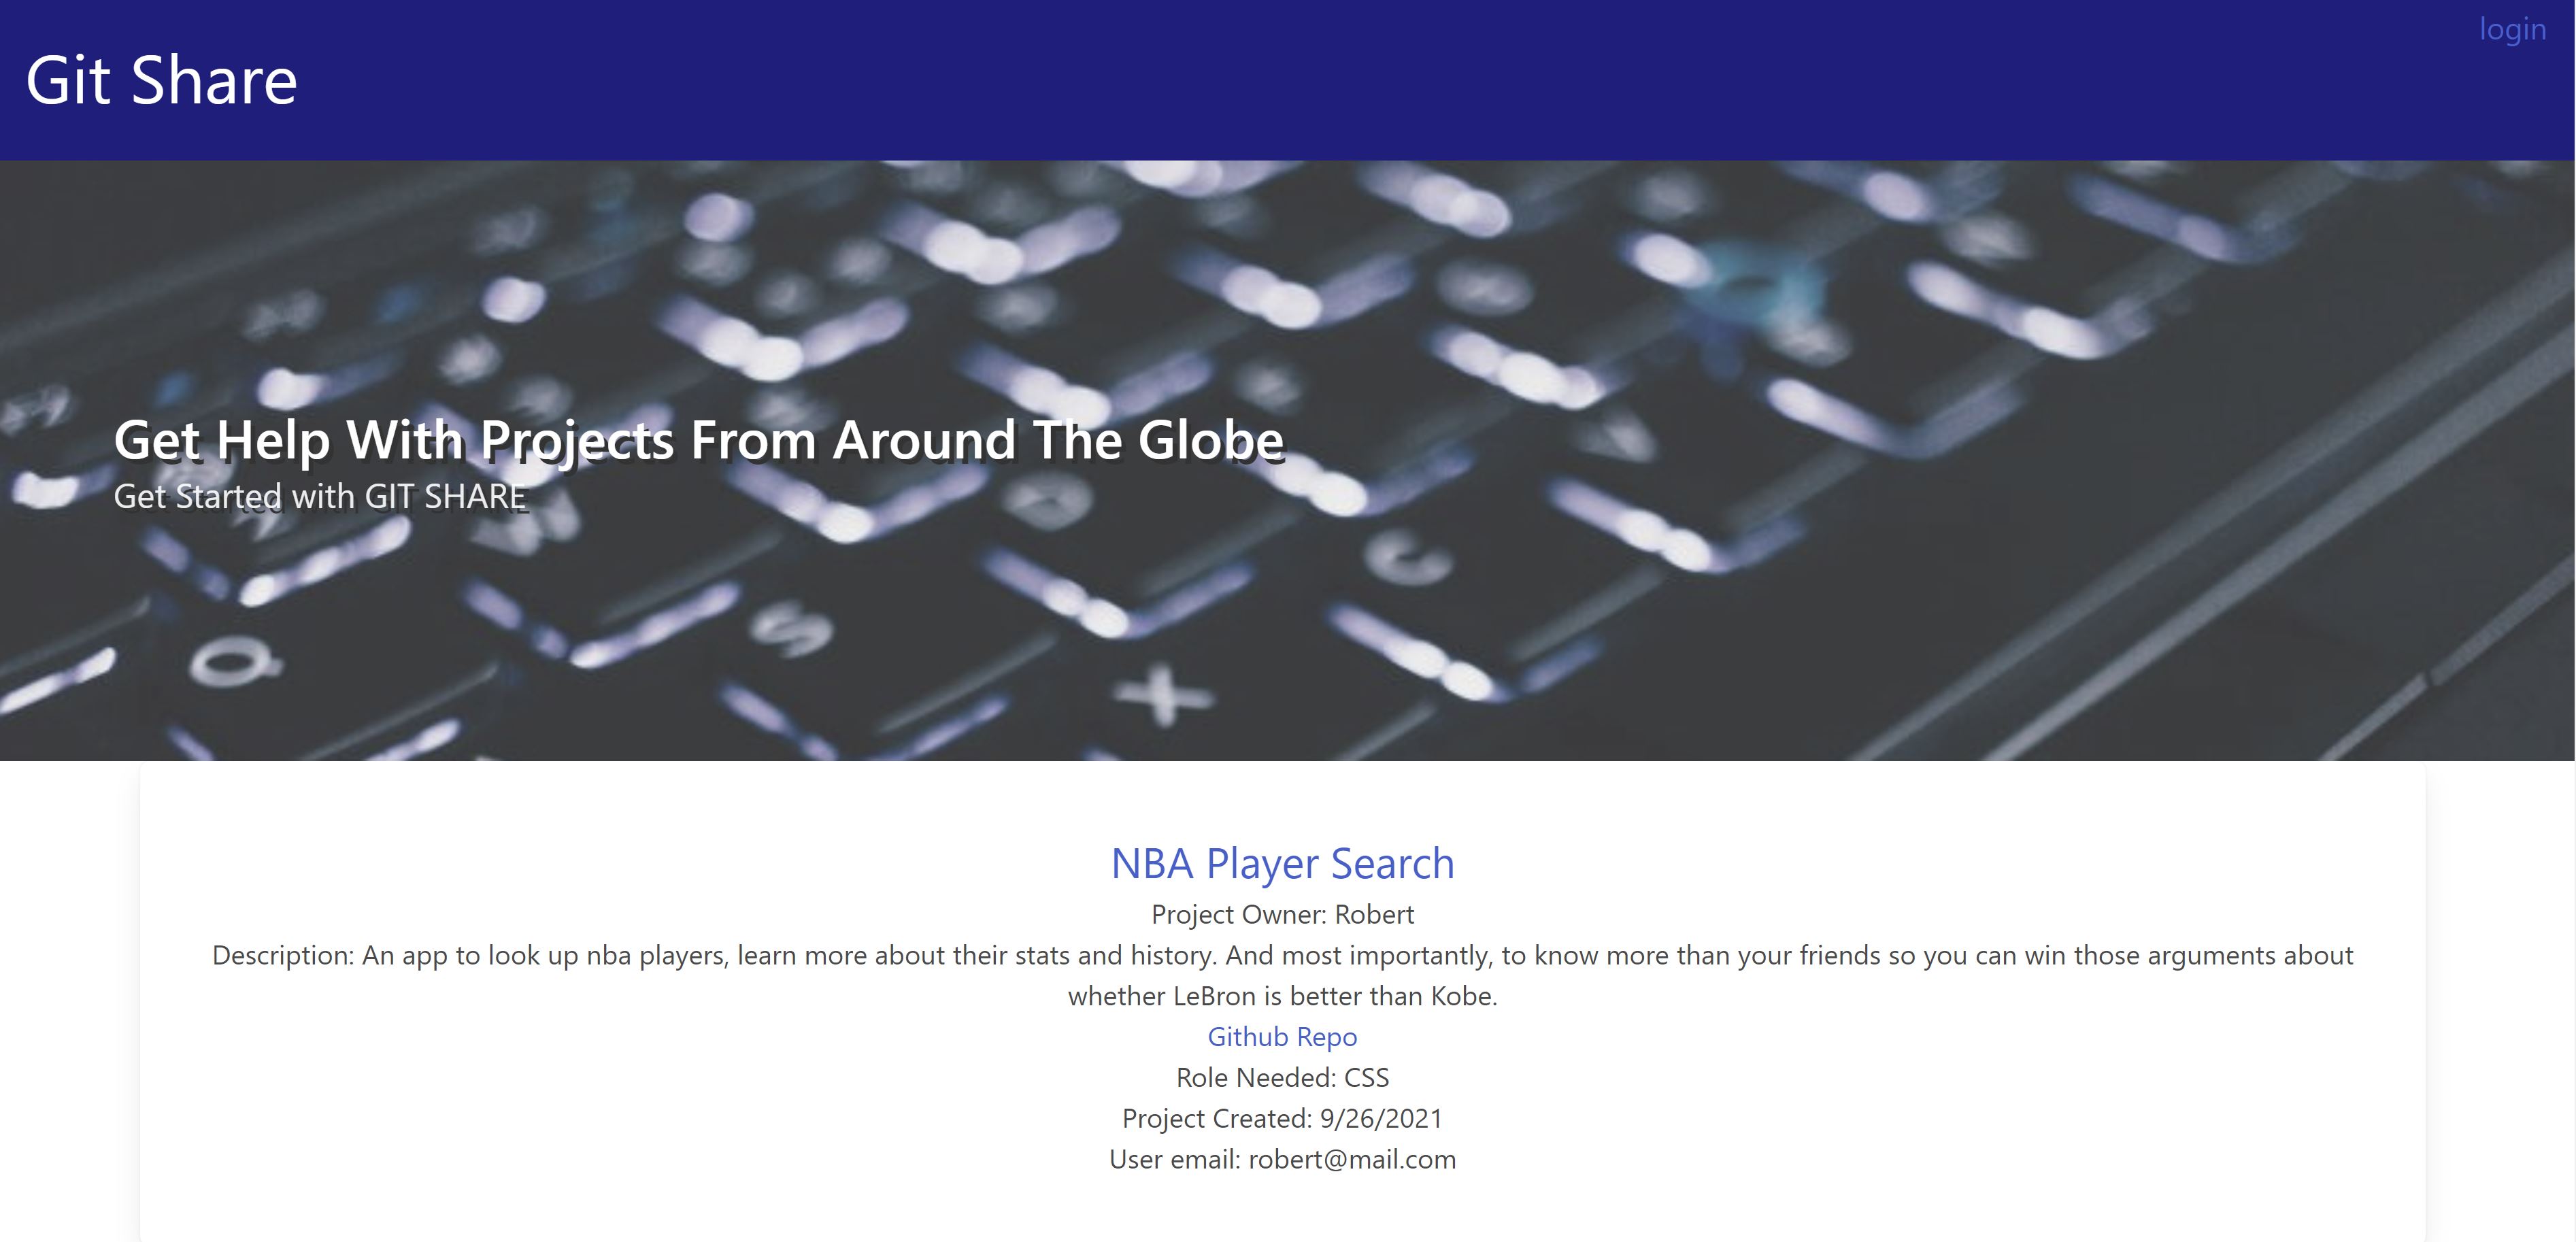 login
Git Share
Get Help With Projects From Around The Globe
Get Started with GIT SHARE
NBA Player Search
Project Owner: Robert
Description: An app to look up nba players, learn more about their stats and history. And most importantly, to know more than your friends so you can win those arguments about
whether LeBron is better than Kobe.
Github Repo
Role Needed: CSS
Project Created: 9/26/2021
User email: robert@mail.com